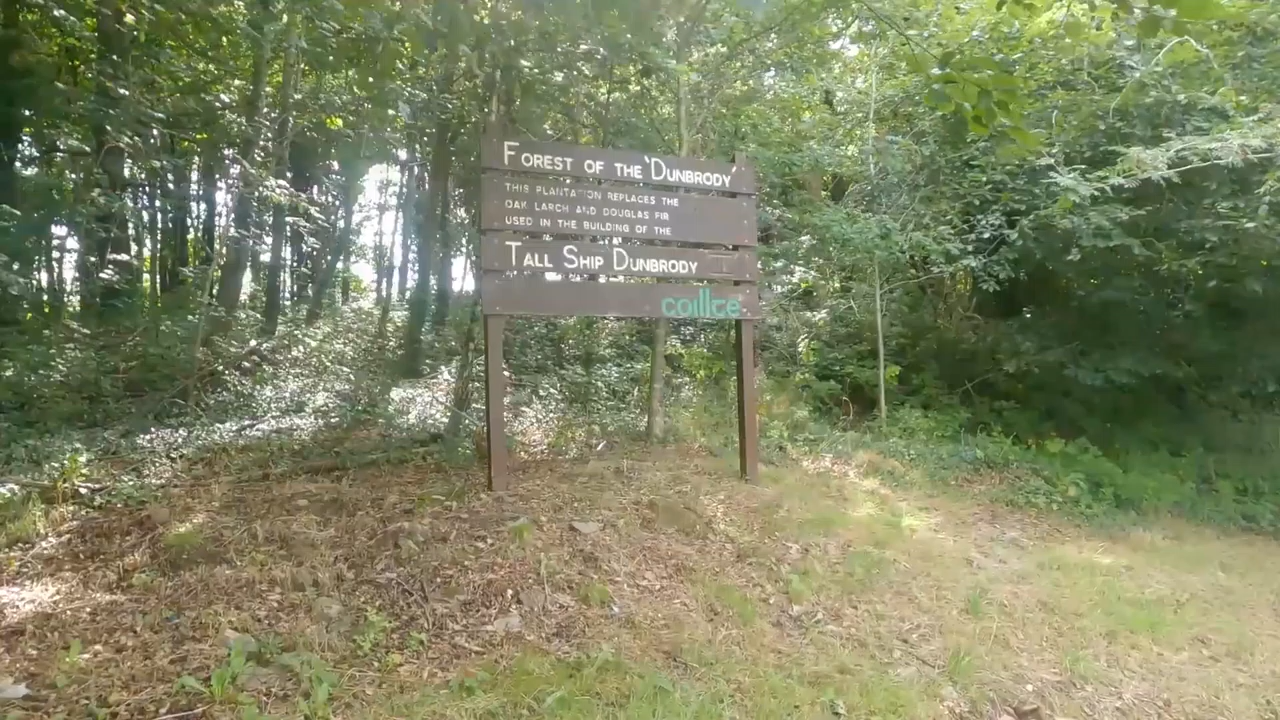 FOREST OF THE 'DUNBRODY'
THIS PLANTATION REPLACES THE
OAK LARCH AND DOUGLAS FIR
USED IN THE BUILDING OF THE
TALL SHIP DUNBRODY
coillte